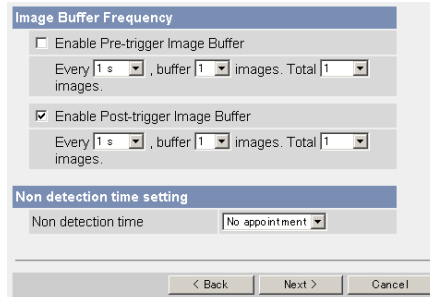 Image Buffer Frequency
Enable Pre-trigger Image Buffer
Every 1 s , buffer 1 images. Total 1
images.
Enable Post-trigger Image Buffer
Every 1 s , buffer 1 images. Total 1
images.
Non detection time setting
Non detection time No appointment
< Back Next > Cancel